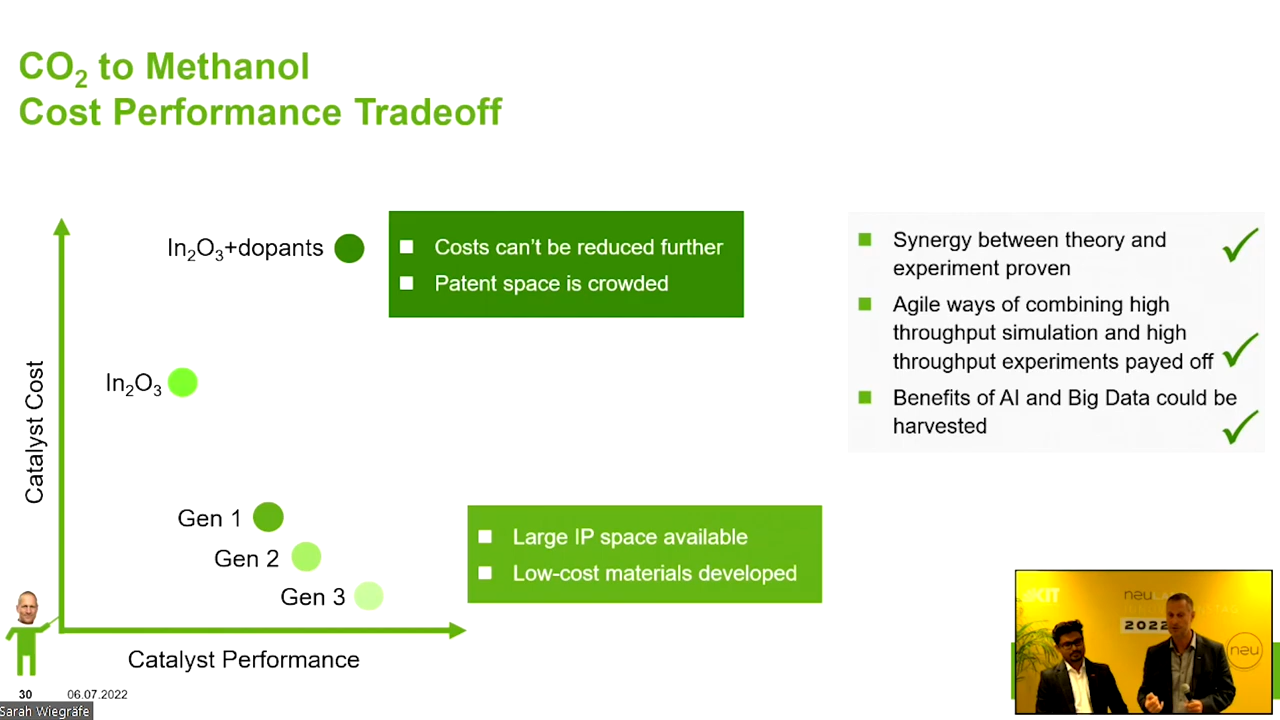 CO₂ to Methanol
Cost Performance Tradeoff
In₂O₃+dopants
Costs can't be reduced further
Patent space is crowded
Synergy between theory and
experiment proven
Agile ways of combining high
throughput simulation and high
throughput experiments payed off
Benefits of AI and Big Data could be
harvested
In₂O₃
Catalyst Cost
Gen 1
Gen 2
Gen 3
Large IP space available
Low-cost materials developed
Catalyst Performance
30
06.07.2022
Sarah Wiegräfe
KIT
neuLAND
2022
neu